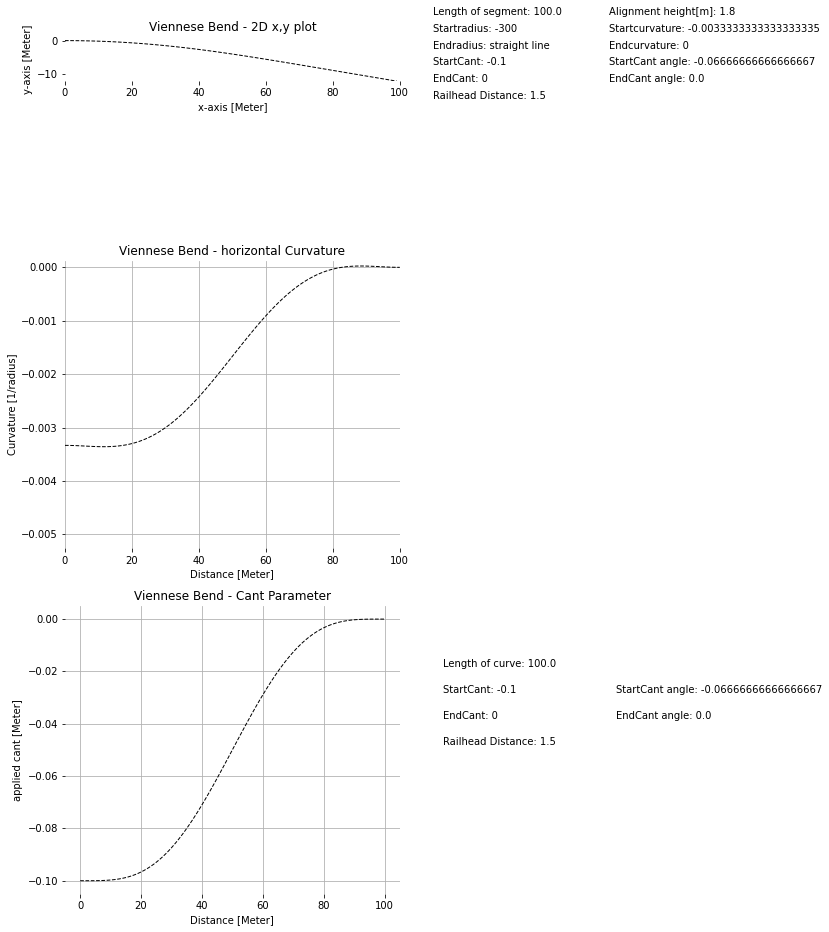 Viennese Bend - 2D x,y plot
y-axis [Meter]
0
−10
0
20
40
60
80
100
x-axis [Meter]
Length of segment: 100.0
Alignment height[m]: 1.8
Startradius: -300
Startcurvature: -0.0033333333333333335
Endradius: straight line
Endcurvature: 0
StartCant: -0.1
StartCant angle: -0.06666666666666667
EndCant: 0
EndCant angle: 0.0
Railhead Distance: 1.5
Viennese Bend - horizontal Curvature
Curvature [1/radius]
0.000
−0.001
−0.002
−0.003
−0.004
−0.005
0
20
40
60
80
100
Distance [Meter]
Viennese Bend - Cant Parameter
applied cant [Meter]
0.00
−0.02
−0.04
−0.06
−0.08
−0.10
0
20
40
60
80
100
Distance [Meter]
Length of curve: 100.0
StartCant: -0.1
StartCant angle: -0.06666666666666667
EndCant: 0
EndCant angle: 0.0
Railhead Distance: 1.5